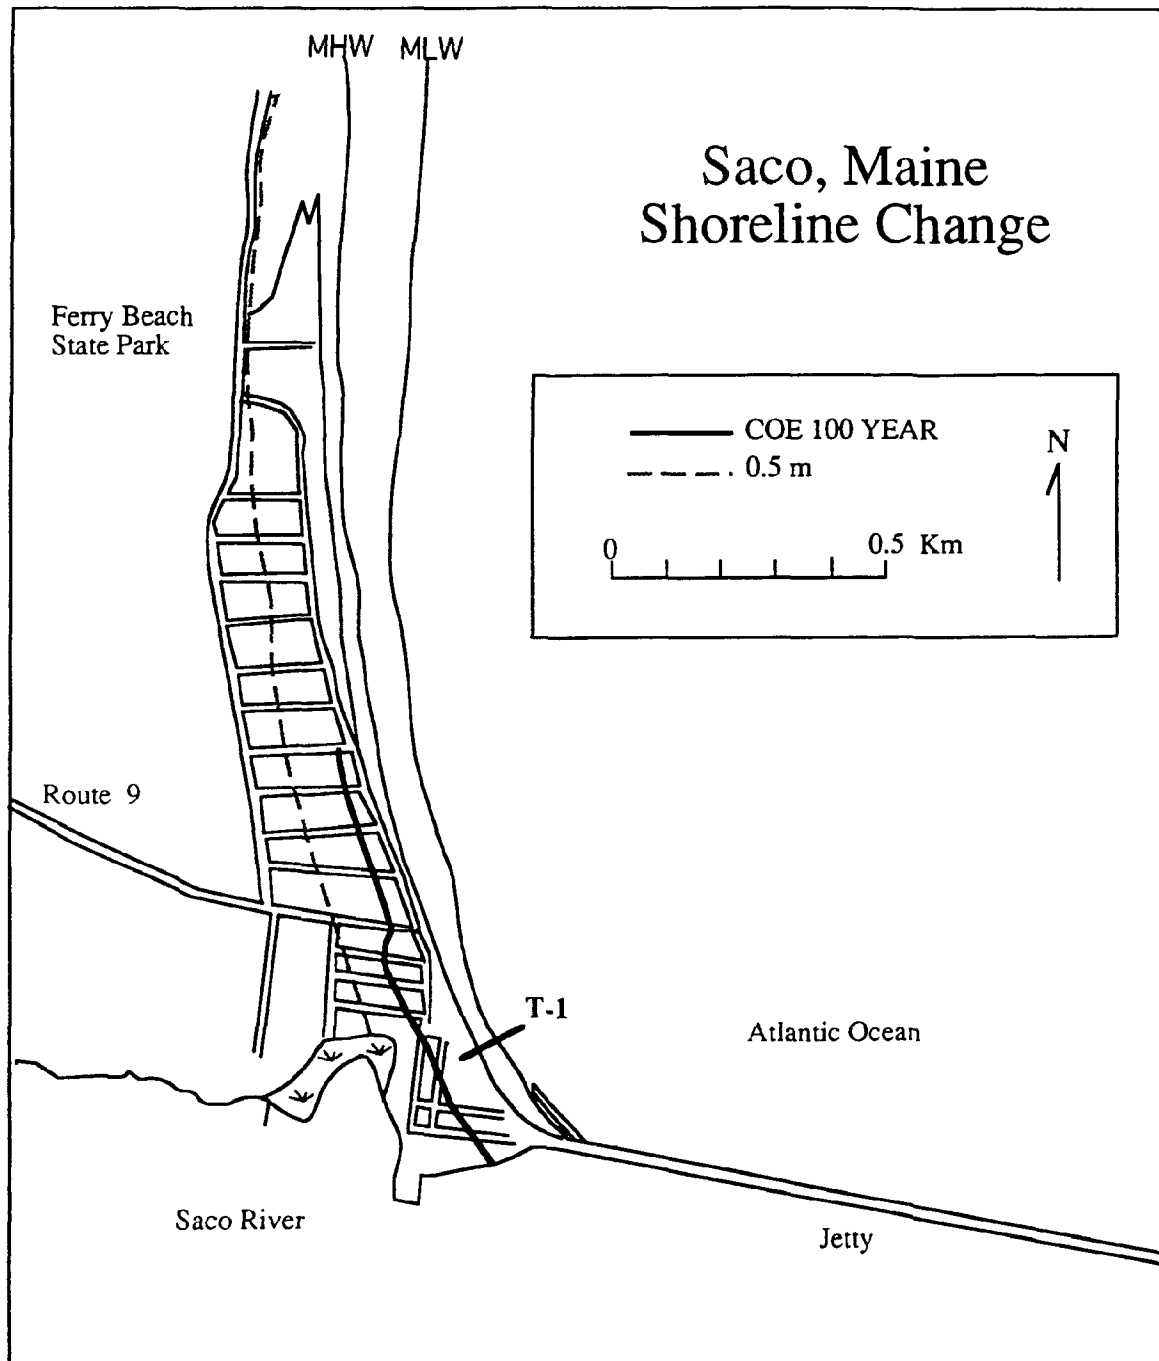 MHW MLW
Saco, Maine
Shoreline Change
Ferry Beach
State Park
COE 100 YEAR
0.5 m
N
0 0.5 Km
Route 9
T-1
Atlantic Ocean
Saco River
Jetty